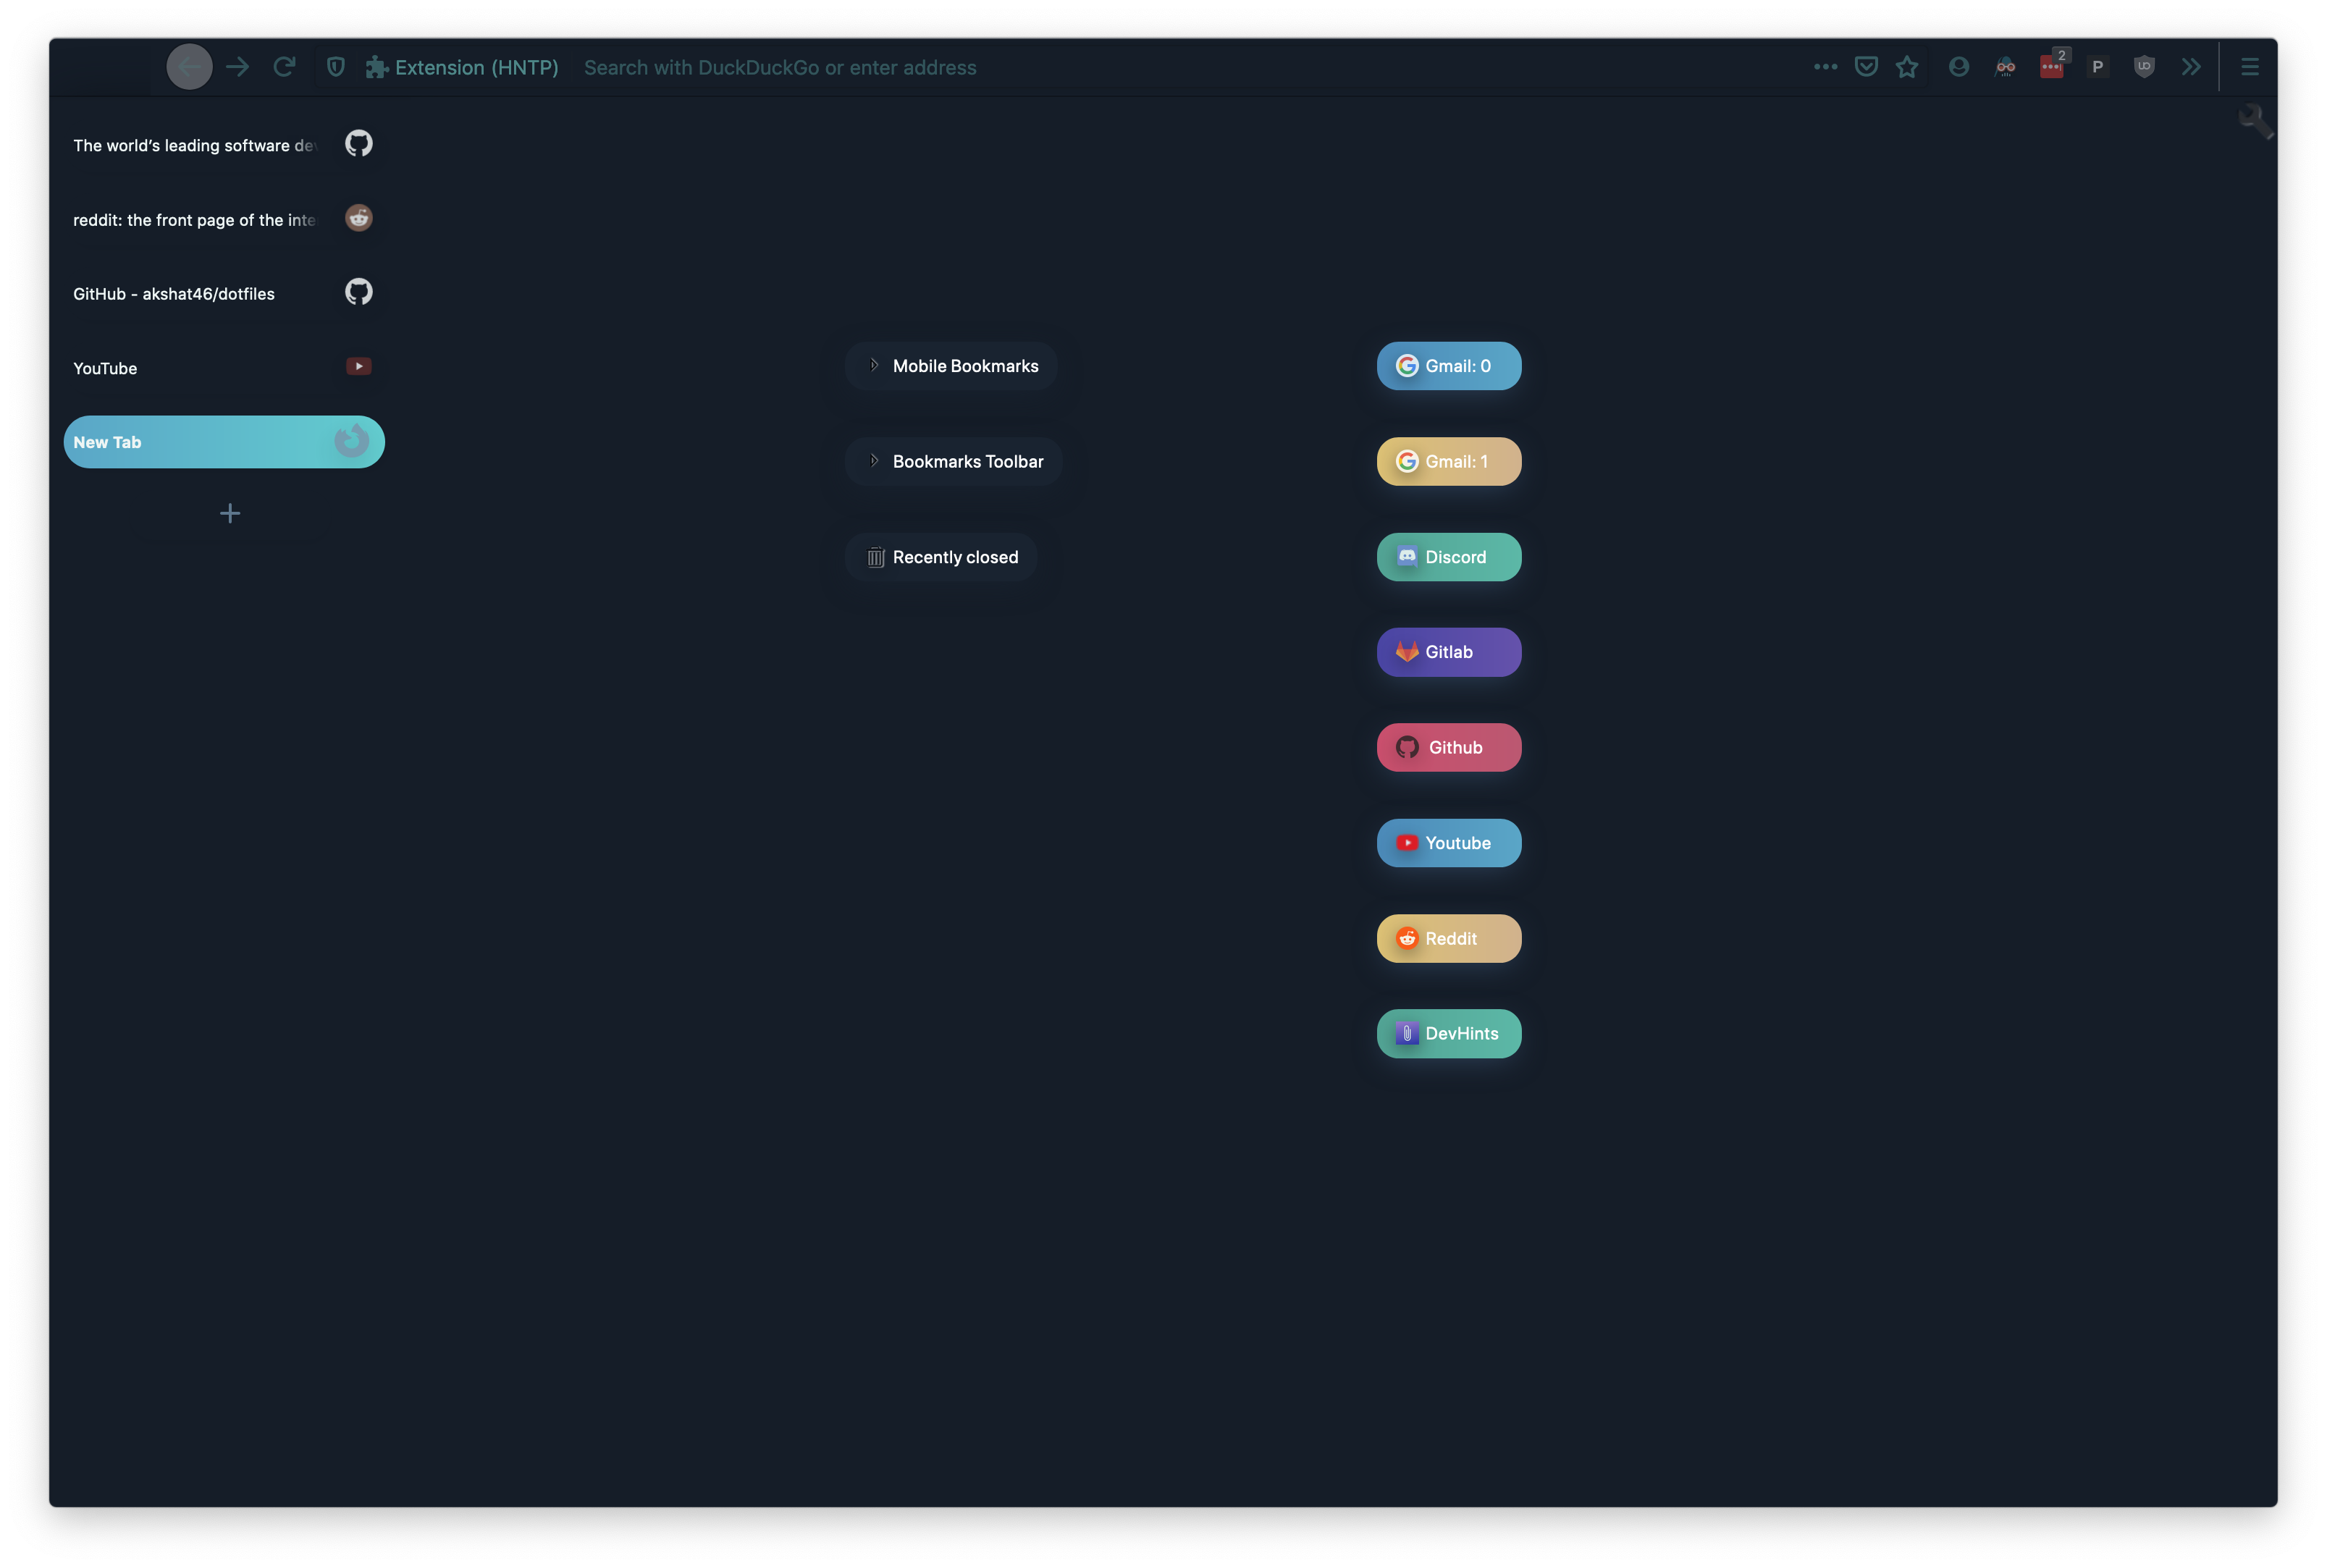 Extension (HNTP) Search with DuckDuckGo or enter address
2
P
The world’s leading software dev
reddit: the front page of the inte
GitHub - akshat46/dotfiles
YouTube
New Tab
Mobile Bookmarks
Bookmarks Toolbar
Recently closed
Gmail: 0
Gmail: 1
Discord
Gitlab
Github
Youtube
Reddit
DevHints